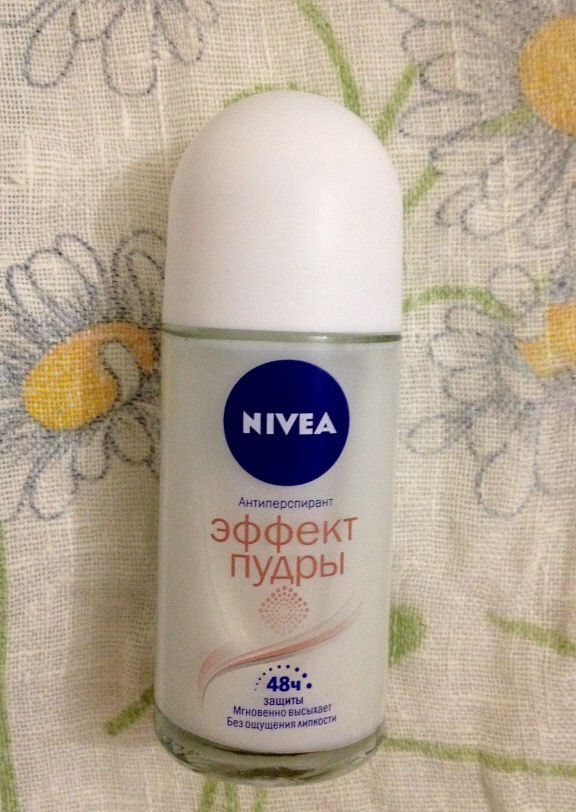 NIVEA
Антиперспирант
эффект
пудры
48ч
защиты
Мгновенно высыхает
Без ощущения липкости